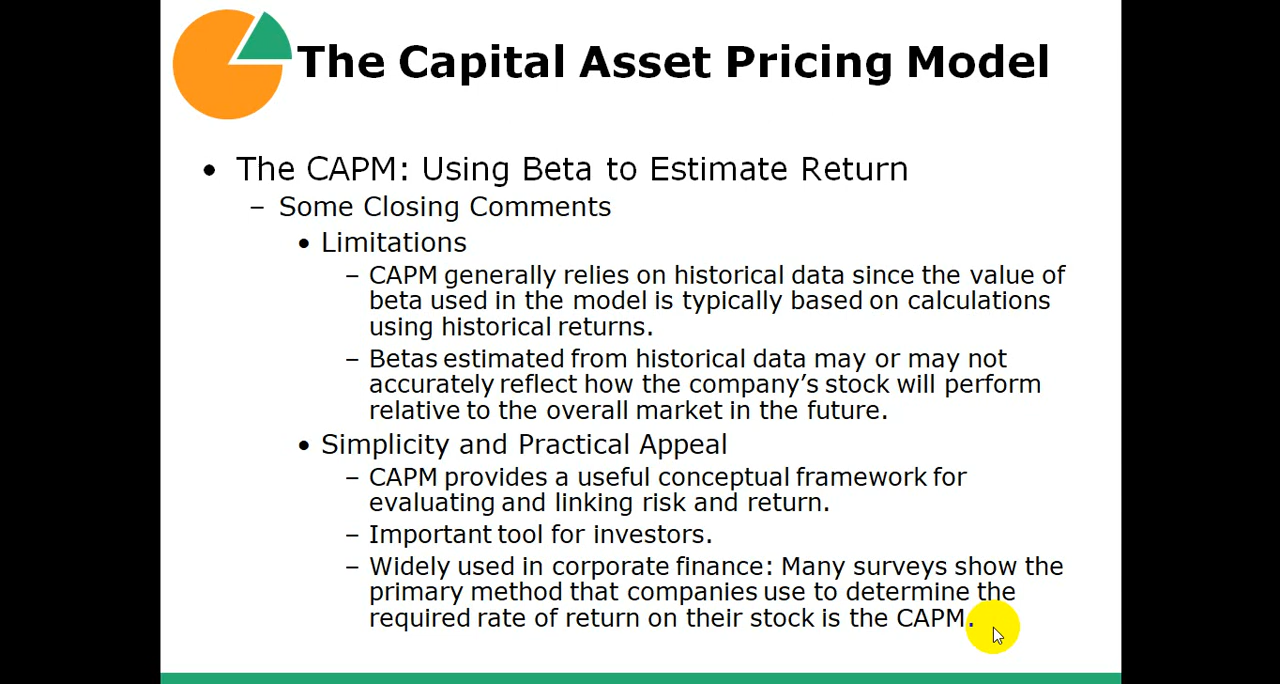 The Capital Asset Pricing Model
• The CAPM: Using Beta to Estimate Return
– Some Closing Comments
• Limitations
– CAPM generally relies on historical data since the value of
beta used in the model is typically based on calculations
using historical returns.
– Betas estimated from historical data may or may not
accurately reflect how the company’s stock will perform
relative to the overall market in the future.
• Simplicity and Practical Appeal
– CAPM provides a useful conceptual framework for
evaluating and linking risk and return.
– Important tool for investors.
– Widely used in corporate finance: Many surveys show the
primary method that companies use to determine the
required rate of return on their stock is the CAPM.